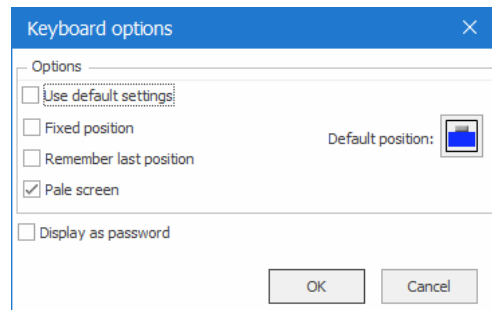 Keyboard options
Options
Use default settings
Fixed position
Default position:
Remember last position
Pale screen
Display as password
OK
Cancel